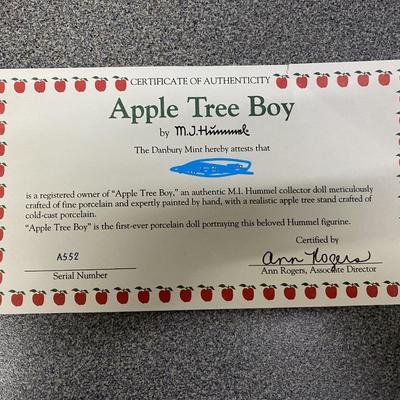 CERTIFICATE OF AUTHENTICITY
Apple Tree Boy
by M.J.Hummel
The Danbury Mint hereby attests that
is a registered owner of "Apple Tree Boy," an authentic M.I. Hummel collector doll meticulously
crafted of fine porcelain and expertly painted by hand, with a realistic apple tree stand crafted of
cold-cast porcelain.
"Apple Tree Boy" is the first-ever porcelain doll portraying this beloved Hummel figurine.
Certified by
A552
Ann Rogers
Serial Number
Ann Rogers, Associate Director